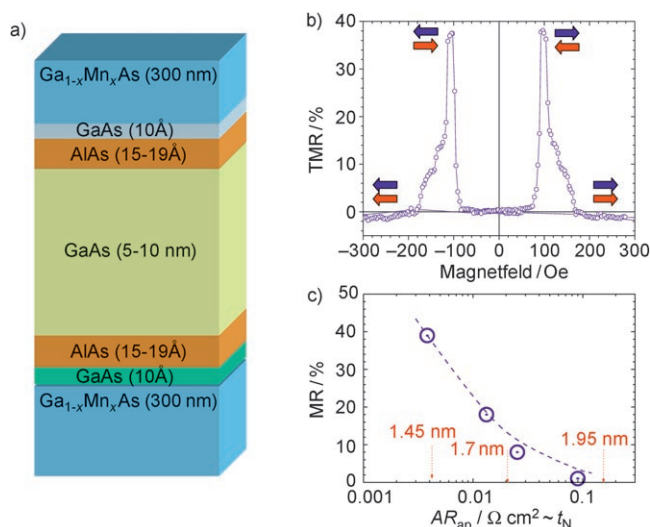 a)
Ga1-xMnxAs (300 nm)
GaAs (10Å)
AlAs (15-19Å)
GaAs (5-10 nm)
AlAs (15-19Å)
GaAs (10Å)
Ga1-xMnxAs (300 nm)
b)
40
30
20
10
0
TMR / %
−300 −200 −100 0 100 200 300
Magnetfeld / Oe
c)
50
40
30
20
10
0
MR / %
1.45 nm
1.7 nm
1.95 nm
0.001 0.01 0.1
ARap / Ω cm² ~ tN